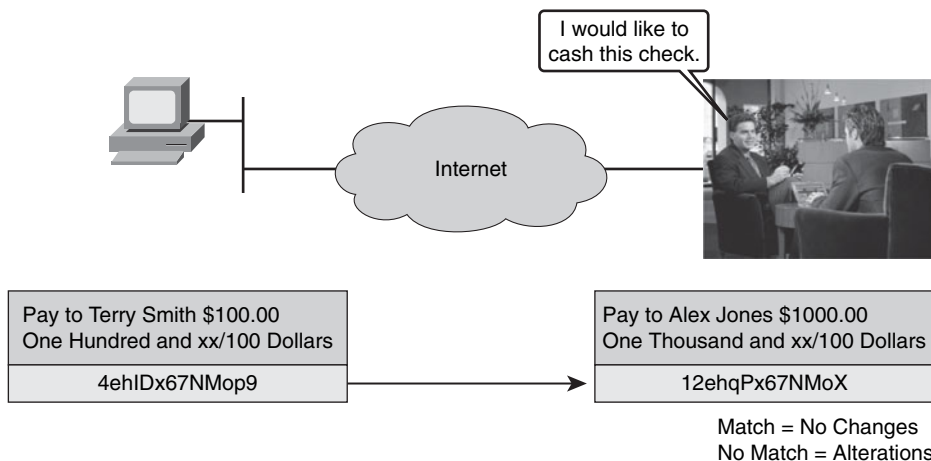 I would like to
cash this check.
Internet
Pay to Terry Smith $100.00
One Hundred and xx/100 Dollars
4ehIDx67NMop9
Pay to Alex Jones $1000.00
One Thousand and xx/100 Dollars
12ehqPx67NMoX
Match = No Changes
No Match = Alterations